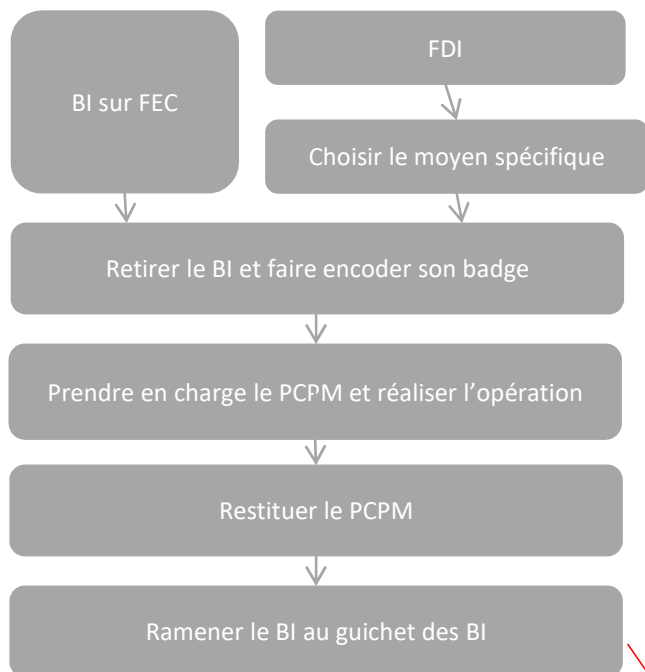 BI sur FEC
FDI
Choisir le moyen spécifique
Retirer le BI et faire encoder son badge
Prendre en charge le PCPM et réaliser l’opération
Restituer le PCPM
Ramener le BI au guichet des BI